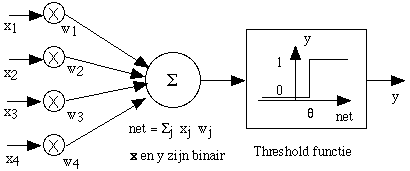 x1 w1
x2 w2
x3 w3
x4 w4
Σ
net = Σj xj wj
x en y zijn binair
y
1
0
θ net
y
Threshold functie